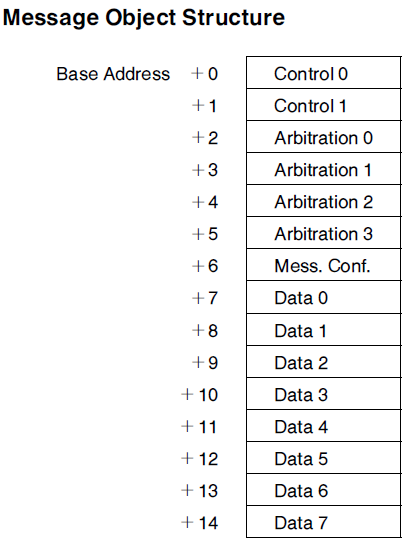 Message Object Structure
Base Address +0 Control 0
+1 Control 1
+2 Arbitration 0
+3 Arbitration 1
+4 Arbitration 2
+5 Arbitration 3
+6 Mess. Conf.
+7 Data 0
+8 Data 1
+9 Data 2
+10 Data 3
+11 Data 4
+12 Data 5
+13 Data 6
+14 Data 7